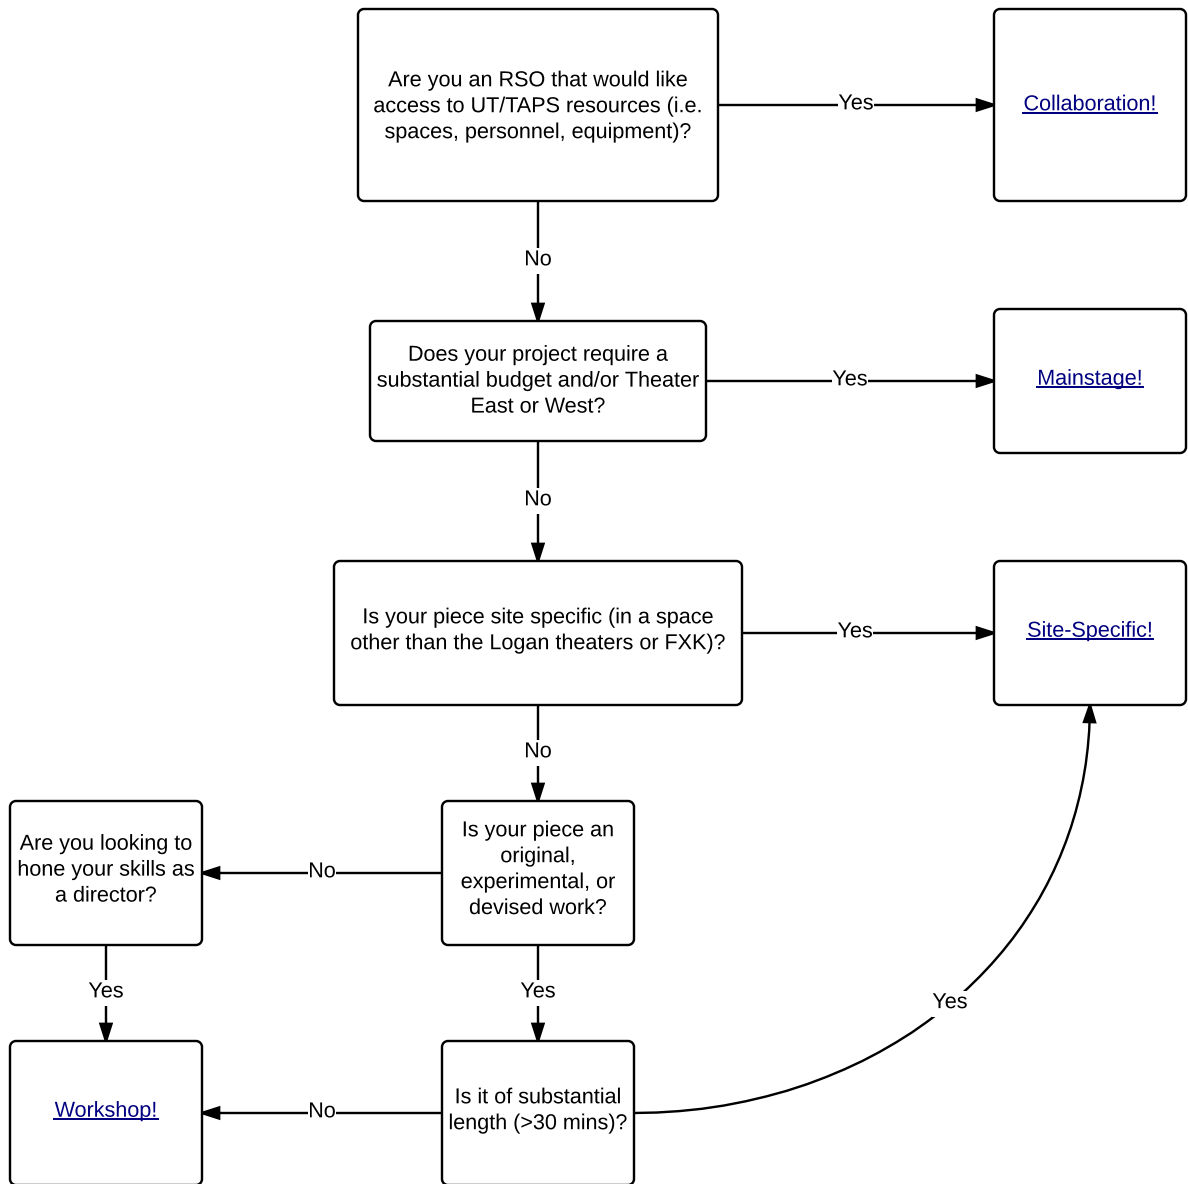 Are you an RSO that would like
access to UT/TAPS resources (i.e.
spaces, personnel, equipment)?
Yes
Collaboration!
No
Does your project require a
substantial budget and/or Theater
East or West?
Yes
Mainstage!
No
Is your piece site specific (in a space
other than the Logan theaters or FXK)?
Yes
Site-Specific!
No
Are you looking to
hone your skills as
a director?
No
Is your piece an
original,
experimental, or
devised work?
Yes
Yes
Yes
Workshop!
No
Is it of substantial
length (>30 mins)?